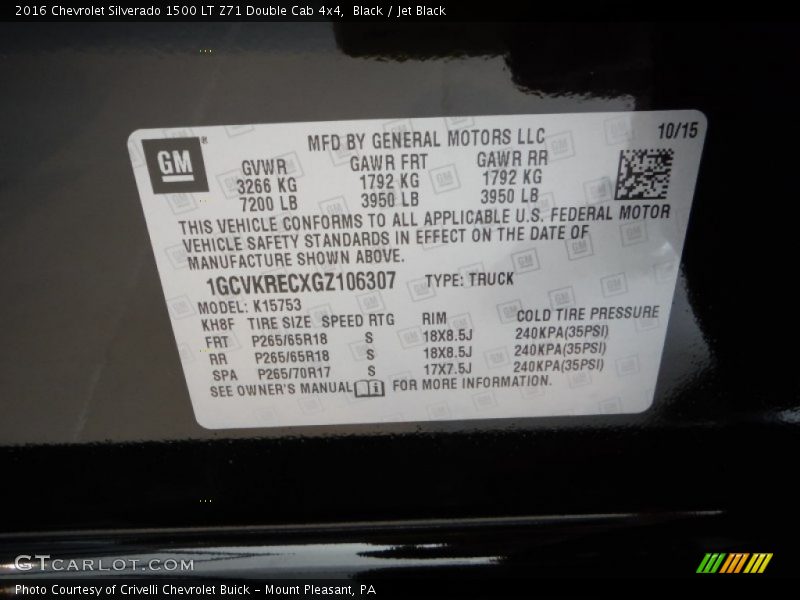 2016 Chevrolet Silverado 1500 LT Z71 Double Cab 4x4, Black / Jet Black
GM ®
MFD BY GENERAL MOTORS LLC 10/15
GVWR GAWR FRT GAWR RR
3266 KG 1792 KG 1792 KG
7200 LB 3950 LB 3950 LB
THIS VEHICLE CONFORMS TO ALL APPLICABLE U.S. FEDERAL MOTOR
VEHICLE SAFETY STANDARDS IN EFFECT ON THE DATE OF
MANUFACTURE SHOWN ABOVE.
1GCVKRECXGZ106307 TYPE: TRUCK
MODEL: K15753
KH8F TIRE SIZE SPEED RTG RIM COLD TIRE PRESSURE
FRT P265/65R18 S 18X8.5J 240KPA(35PSI)
RR P265/65R18 S 18X8.5J 240KPA(35PSI)
SPA P265/70R17 S 17X7.5J 240KPA(35PSI)
SEE OWNER'S MANUAL FOR MORE INFORMATION.
GTCARLOT.COM
Photo Courtesy of Crivelli Chevrolet Buick - Mount Pleasant, PA